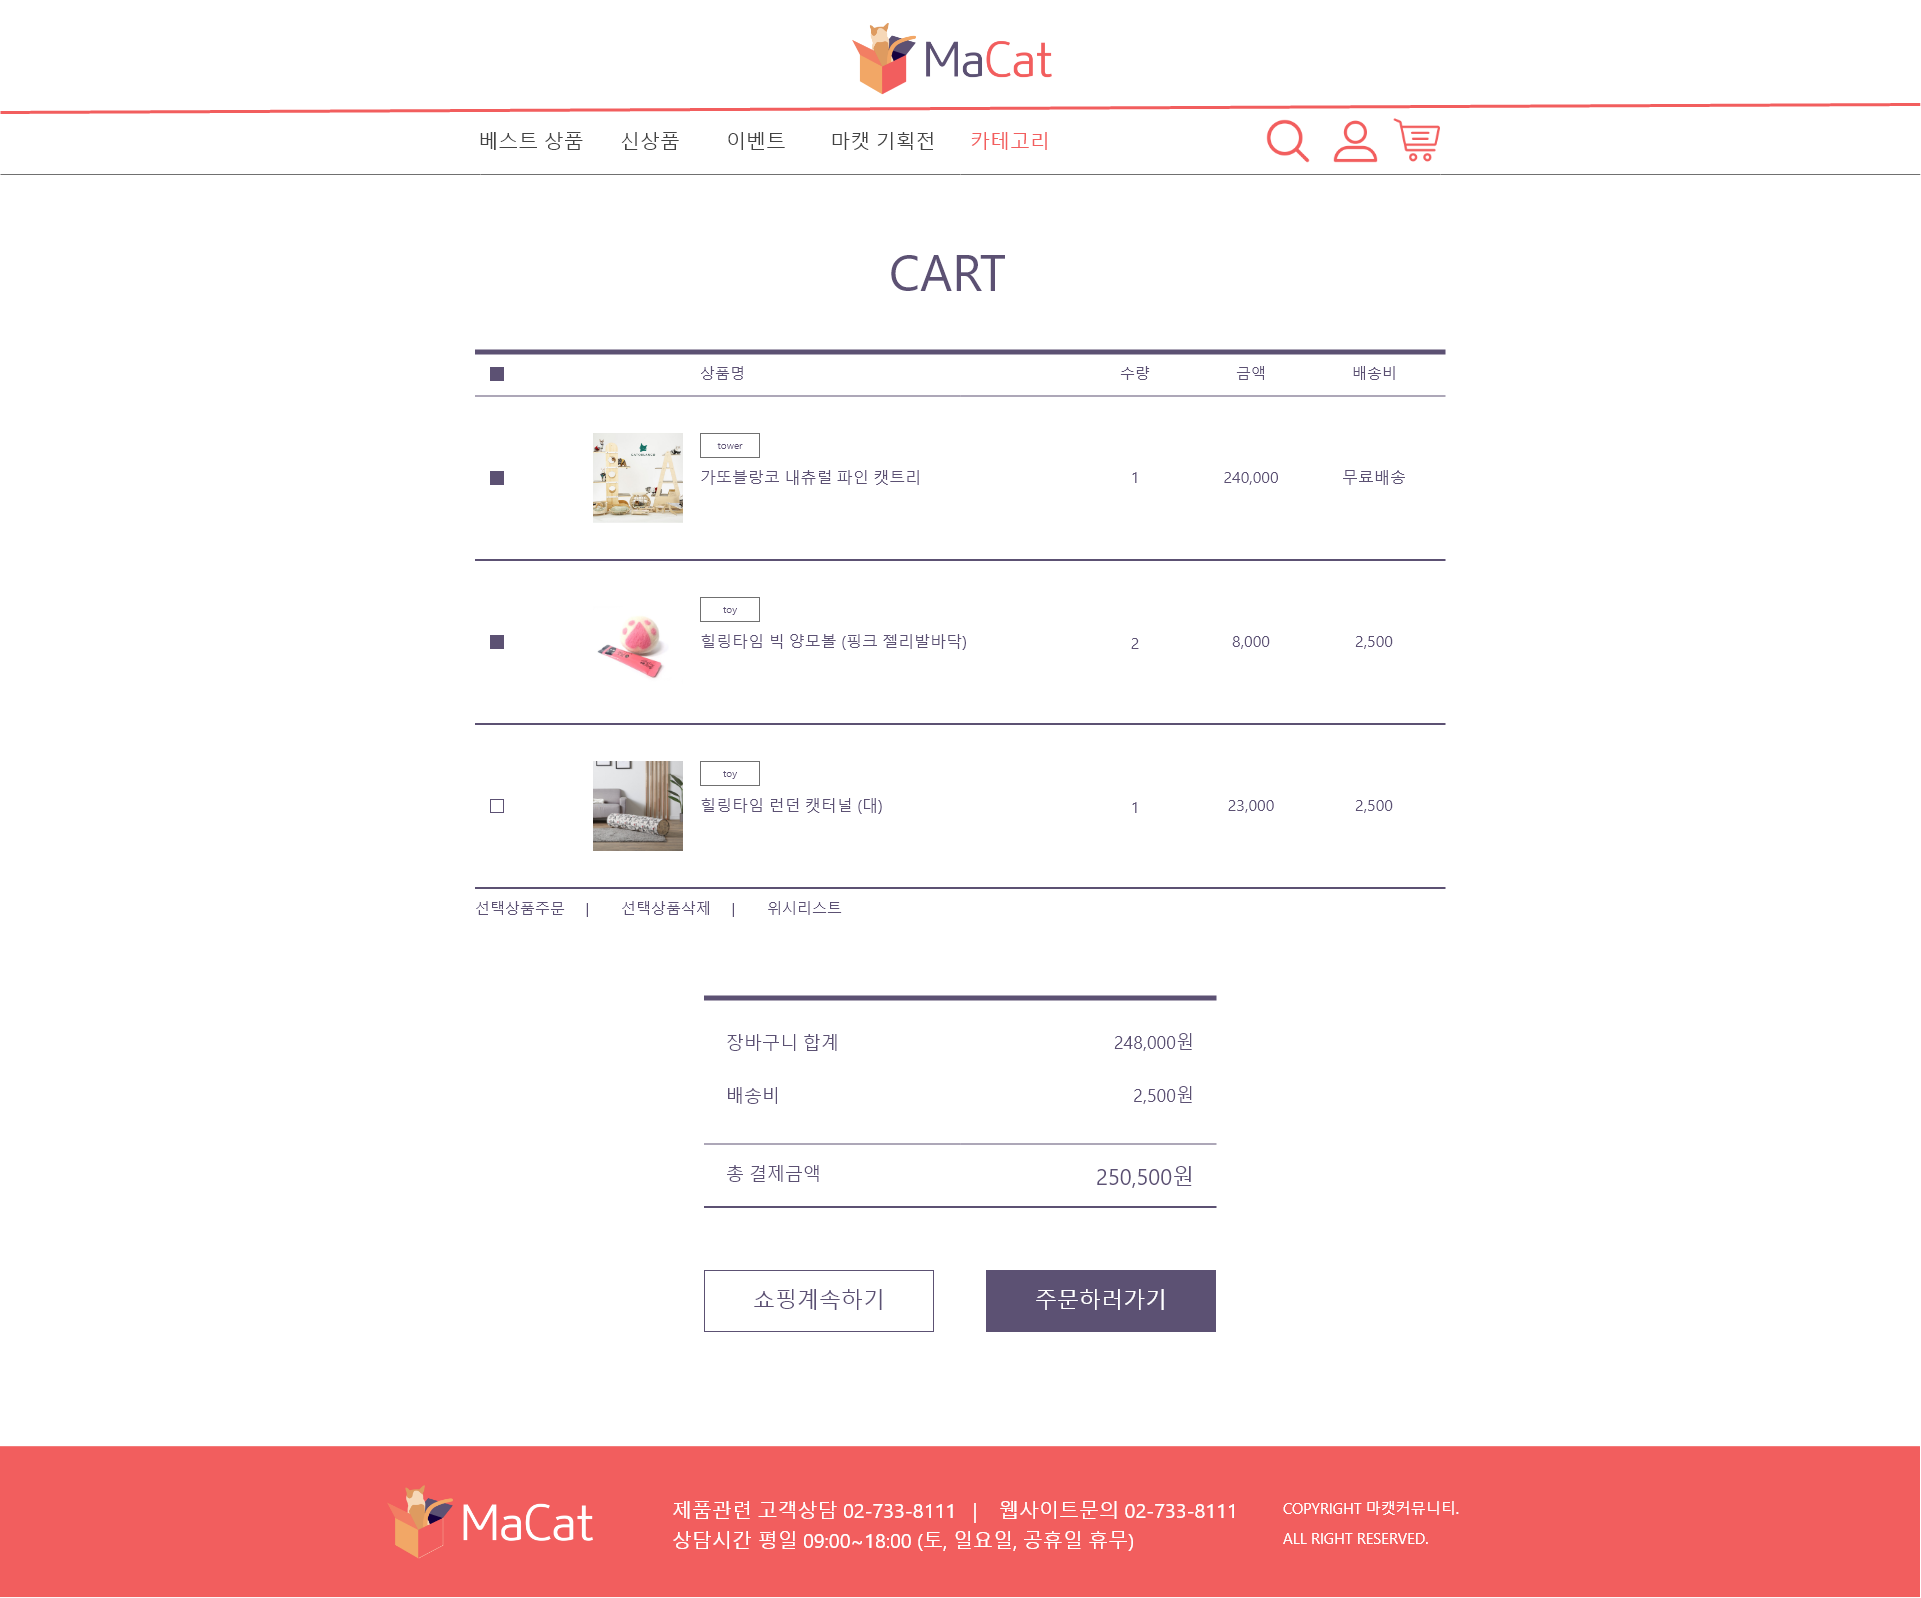 MaCat
베스트 상품 신상품 이벤트 마캣 기획전 카테고리
CART
상품명 수량 금액 배송비
tower
가또블랑코 내츄럴 파인 캣트리 1 240,000 무료배송
toy
힐링타임 빅 양모볼 (핑크 젤리발바닥) 2 8,000 2,500
toy
힐링타임 런던 캣터널 (대) 1 23,000 2,500
선택상품주문 | 선택상품삭제 | 위시리스트
장바구니 합계 248,000원
배송비 2,500원
총 결제금액 250,500원
쇼핑계속하기 주문하러가기
MaCat
제품관련 고객상담 02-733-8111 | 웹사이트문의 02-733-8111
상담시간 평일 09:00~18:00 (토, 일요일, 공휴일 휴무)
COPYRIGHT 마캣커뮤니티.
ALL RIGHT RESERVED.